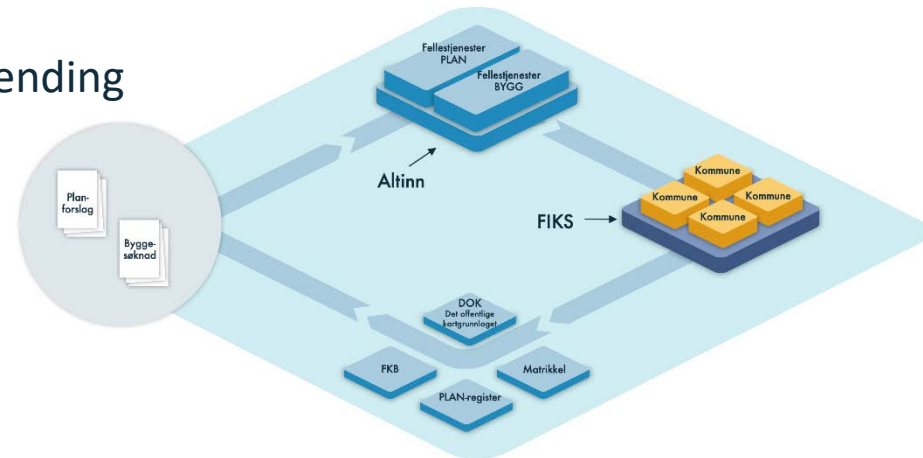 ending
Fellestjenester
PLAN
Fellestjenester
BYGG
Altinn
Plan-
forslag
Bygge-
søknad
Kommune
Kommune
Kommune
Kommune
FIKS
DOK
Det offentlige
kartgrunnlaget
FKB
Matrikkel
PLAN-register